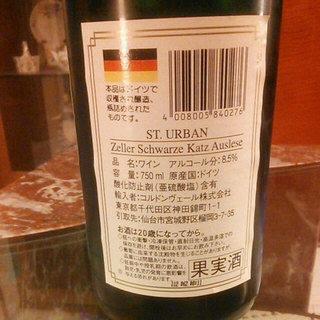 本品はドイツで
収穫され醸造、
瓶詰めされた
ものです。
4 008005 840276
ST. URBAN
Zeller Schwarze Katz Auslese
品名:ワイン アルコール分:8.5%
容量:750ml 原産国:ドイツ
酸化防止剤(亜硫酸塩)含有
輸入者:コルドンヴェール株式会社
東京都千代田区神田錦町1-1
引取先:仙台市宮城野区榴岡3-7-35
お酒は20歳になってから。
果実酒